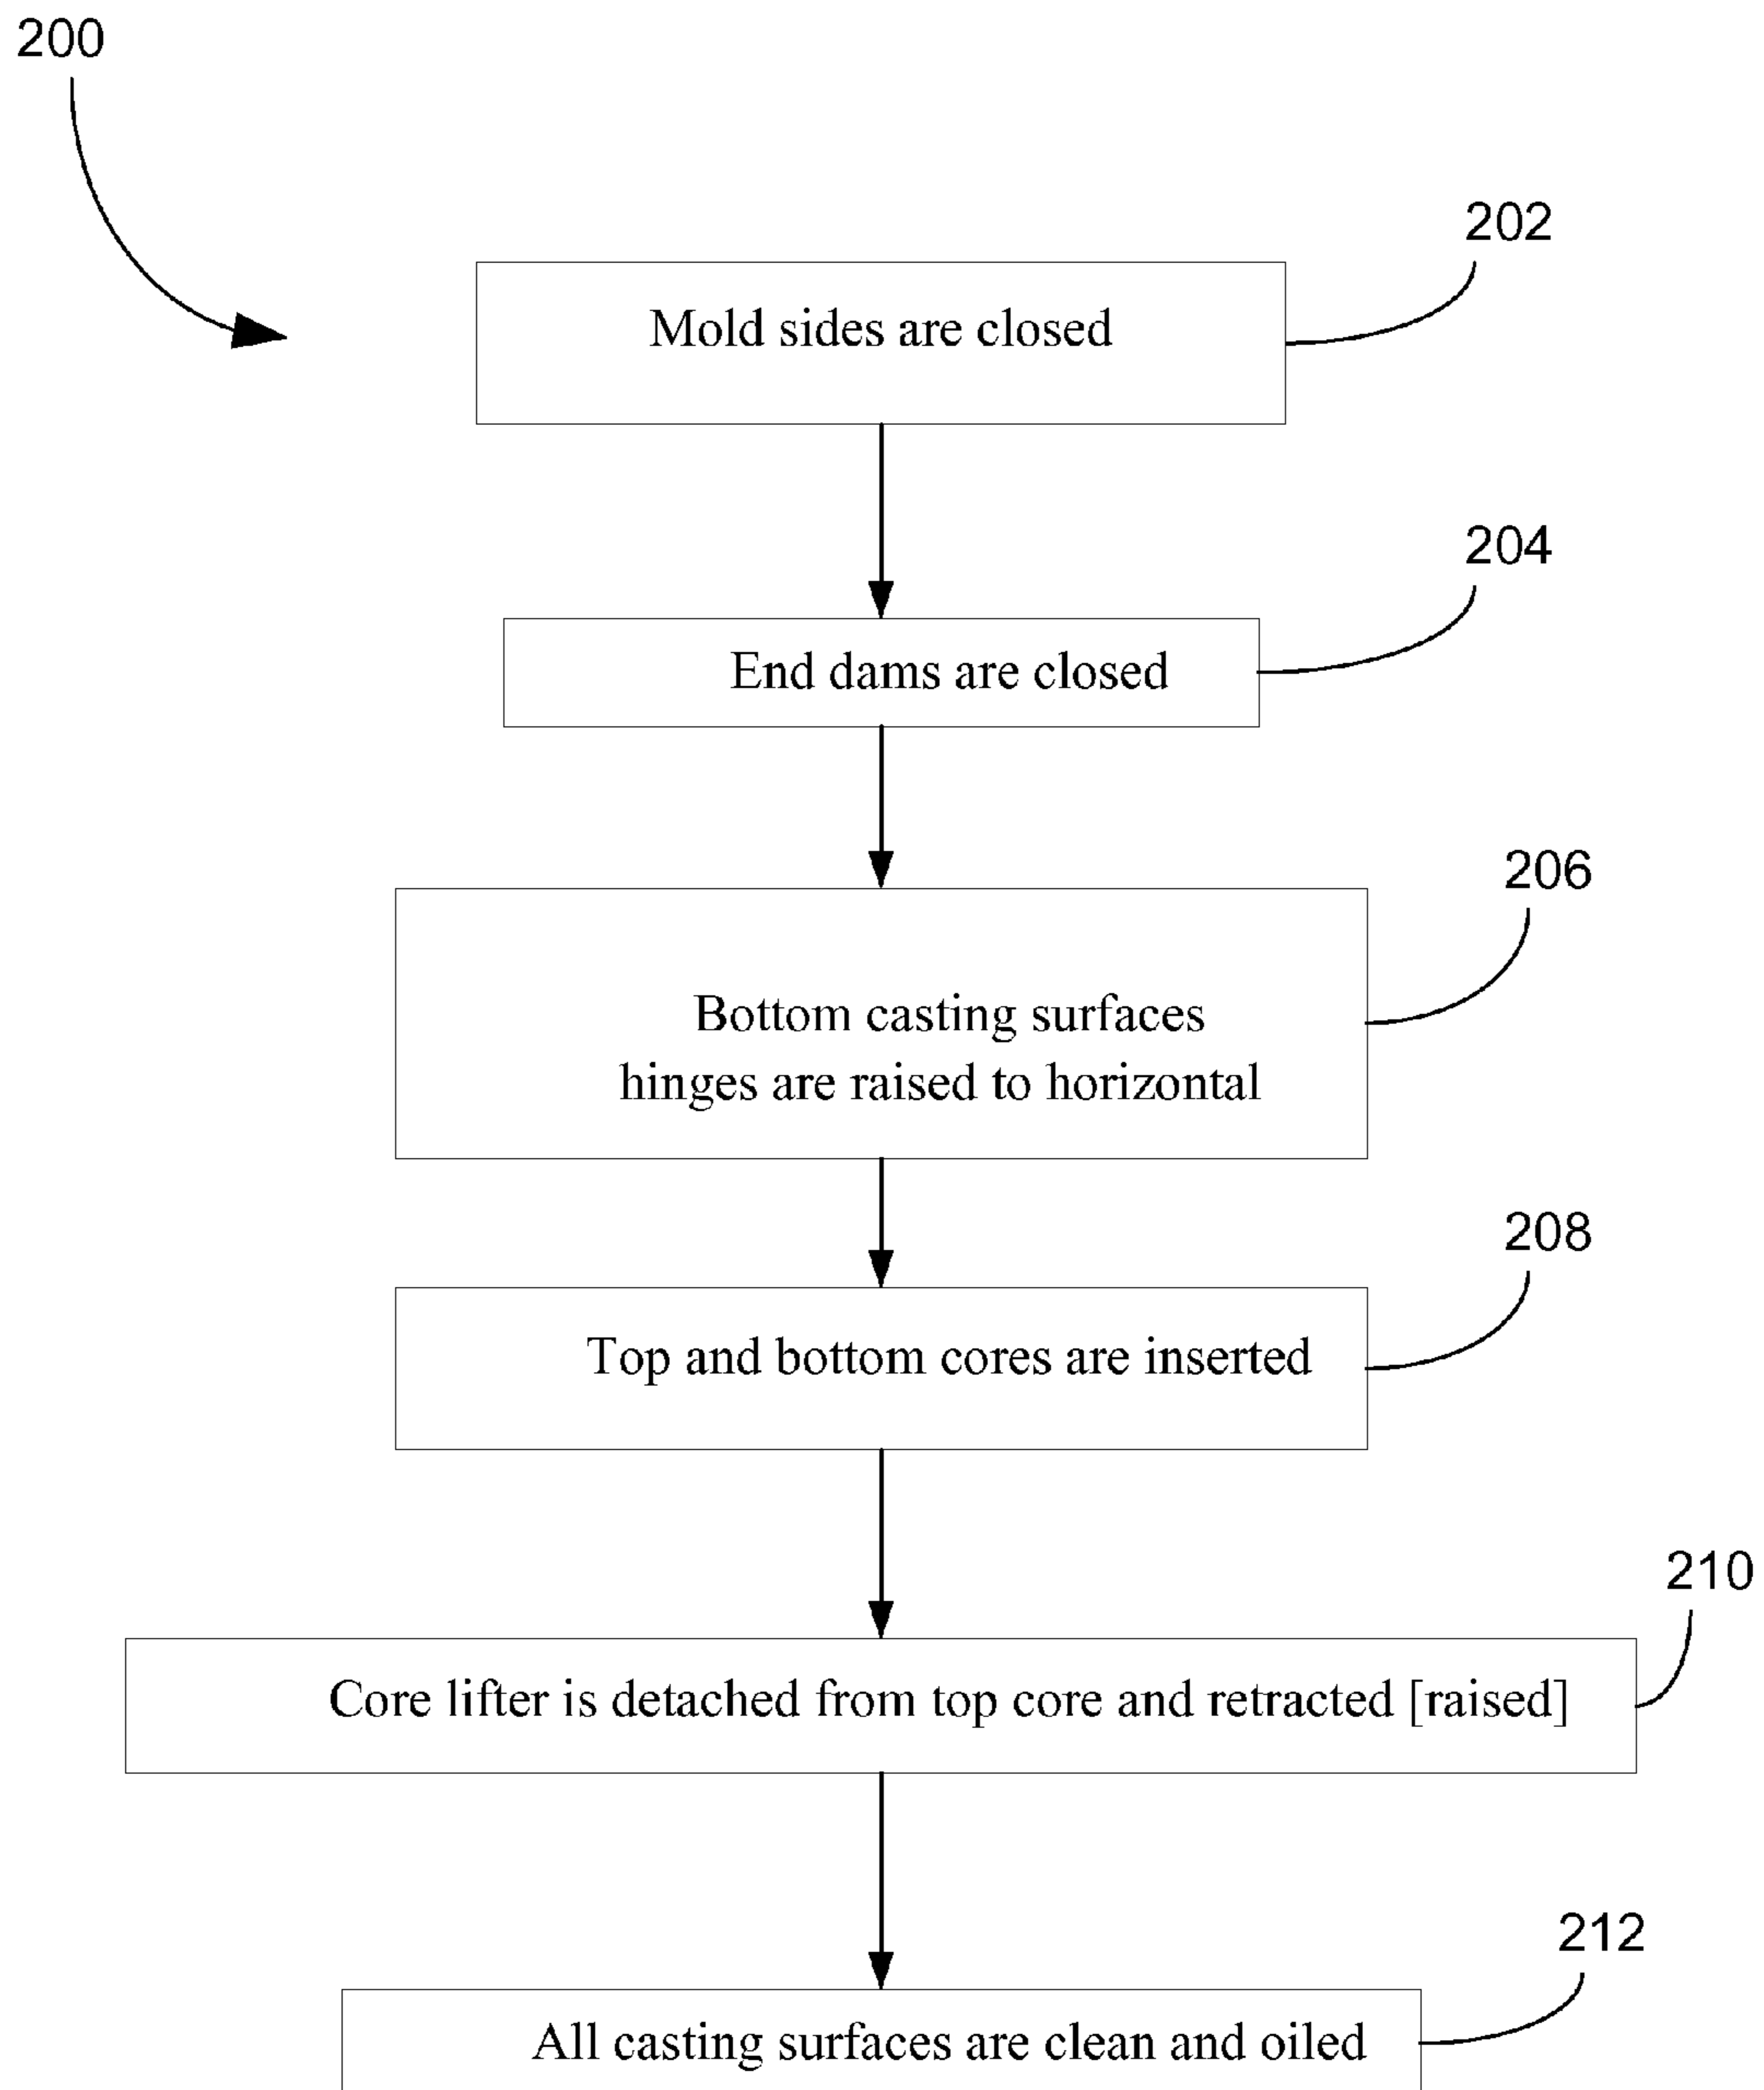 200
202
Mold sides are closed
204
End dams are closed
206
Bottom casting surfaces
hinges are raised to horizontal
208
Top and bottom cores are inserted
210
Core lifter is detached from top core and retracted [raised]
212
All casting surfaces are clean and oiled